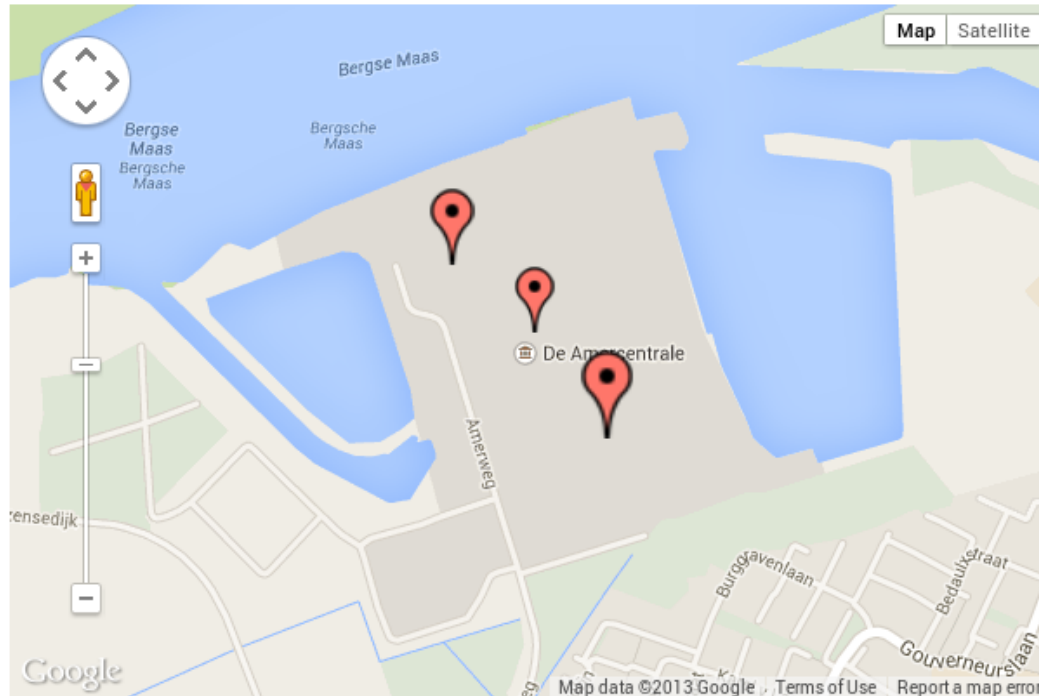 Map Satellite
Bergse Maas
Bergse
Maas
Bergsche
Maas
Bergsche
Maas
De Amercentrale
Amerweg
zensedijk
Burggravenlaan
Bedauxstraat
Gouverneurslaan
Google
Map data ©2013 Google
Terms of Use
Report a map error